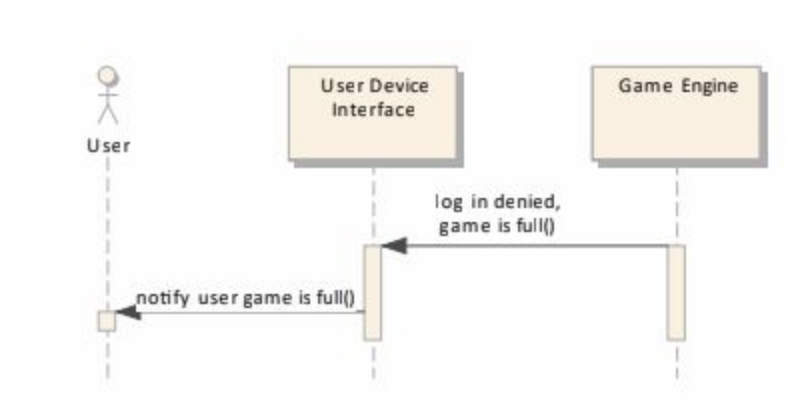 User Device
Interface
Game Engine
User
log in denied,
game is full()
notify user game is full()